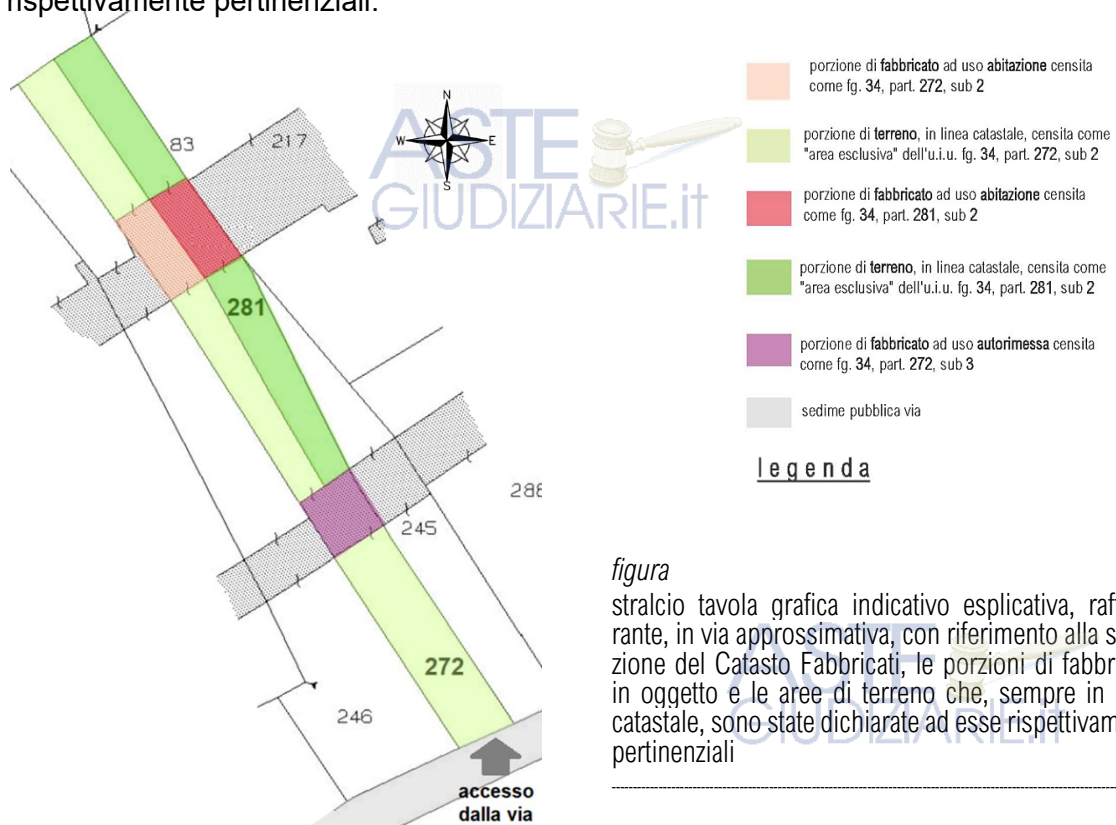 rispettivamente pertinenziali.
83
217
N
W
E
S
ASTE
GIUDIZIARIE.it
281
245
286
272
246
accesso
dalla via
porzione di fabbricato ad uso abitazione censita
come fg. 34, part. 272, sub 2
porzione di terreno, in linea catastale, censita come
"area esclusiva" dell'u.i.u. fg. 34, part. 272, sub 2
porzione di fabbricato ad uso abitazione censita
come fg. 34, part. 281, sub 2
porzione di terreno, in linea catastale, censita come
"area esclusiva" dell'u.i.u. fg. 34, part. 281, sub 2
porzione di fabbricato ad uso autorimessa censita
come fg. 34, part. 272, sub 3
sedime pubblica via
legenda
figura
stralcio tavola grafica indicativo esplicativa, raf
rante, in via approssimativa, con riferimento alla s
zione del Catasto Fabbricati, le porzioni di fabbr
in oggetto e le aree di terreno che, sempre in
catastale, sono state dichiarate ad esse rispettivam
pertinenziali
ASTE
GIUDIZIARIE.it